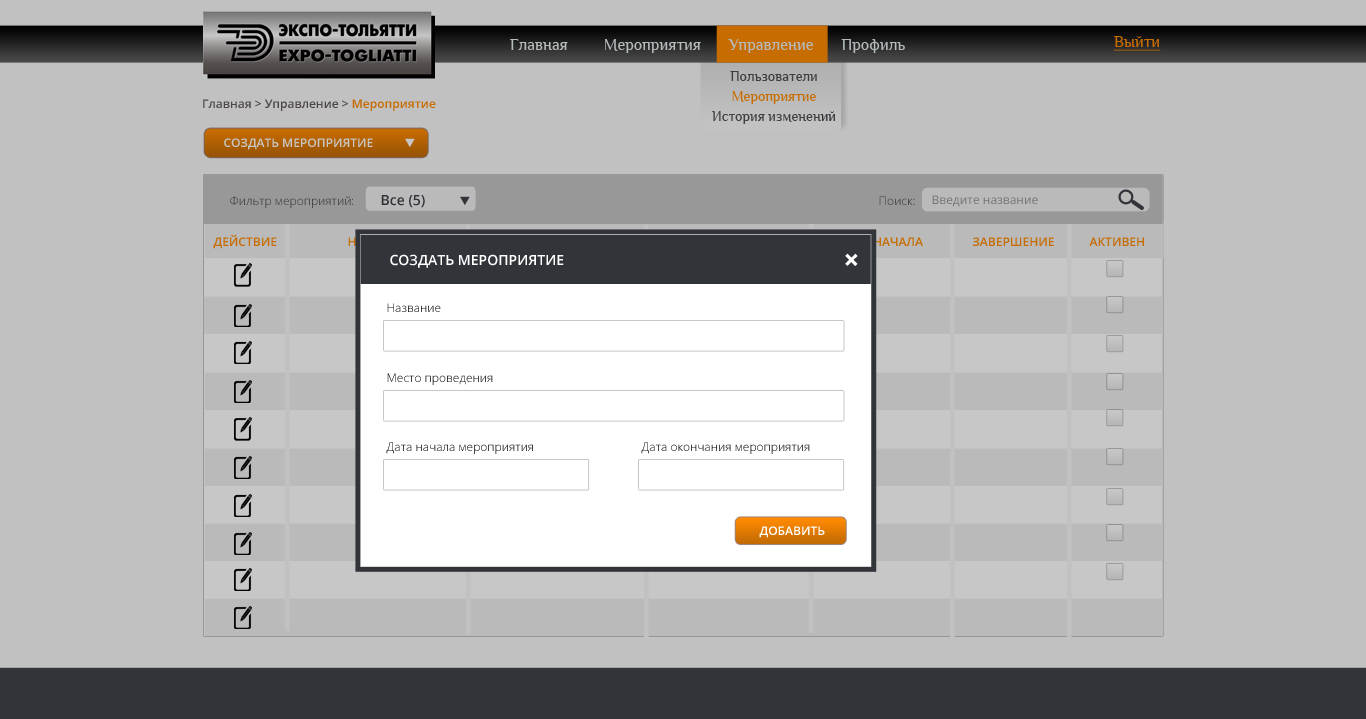 ЭКСПО-ТОЛЬЯТТИ
EXPO-TOGLIATTI
Главная Мероприятия Управление Профиль Выйти
Пользователи
Мероприятие
История изменений
Главная > Управление > Мероприятие
СОЗДАТЬ МЕРОПРИЯТИЕ
Фильтр мероприятий: Все (5) Поиск: Введите название
ДЕЙСТВИЕ ЗАВЕРШЕНИЕ АКТИВЕН
СОЗДАТЬ МЕРОПРИЯТИЕ
Название
Место проведения
Дата начала мероприятия Дата окончания мероприятия
ДОБАВИТЬ